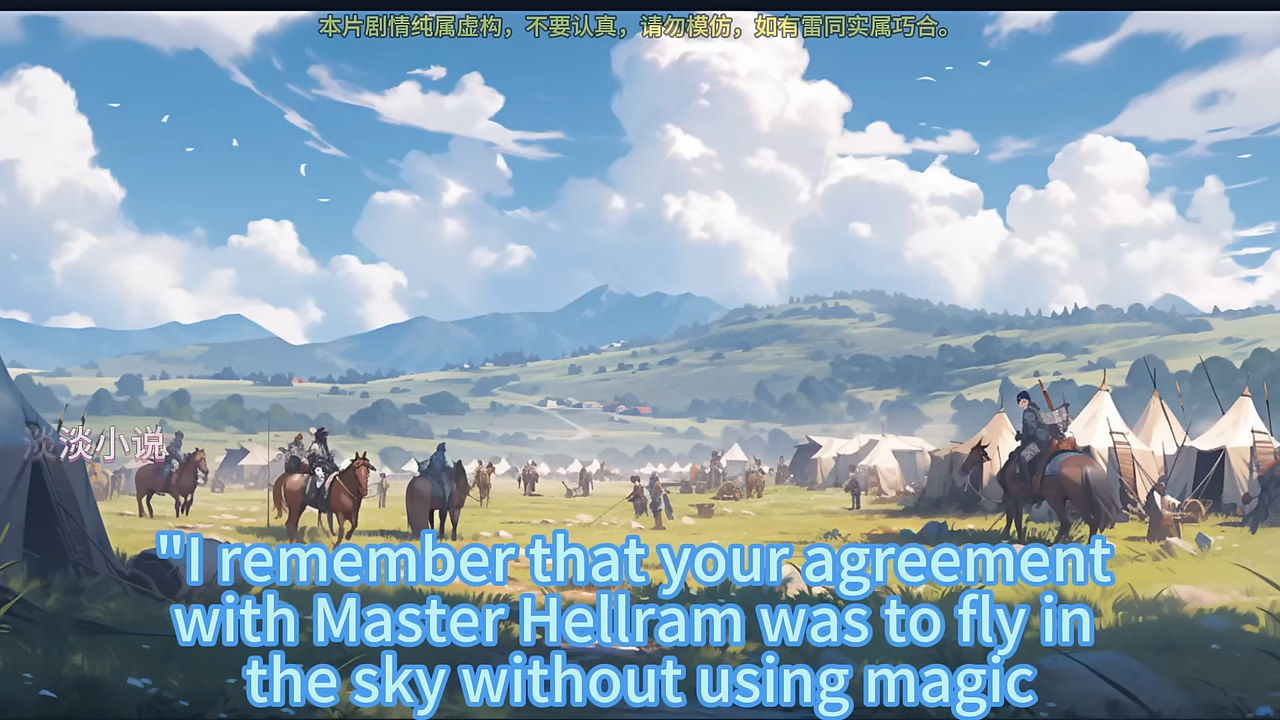 本片剧情纯属虚构，不要认真，请勿模仿，如有雷同实属巧合。
淡淡小说
"I remember that your agreement
with Master Hellram was to fly in
the sky without using magic